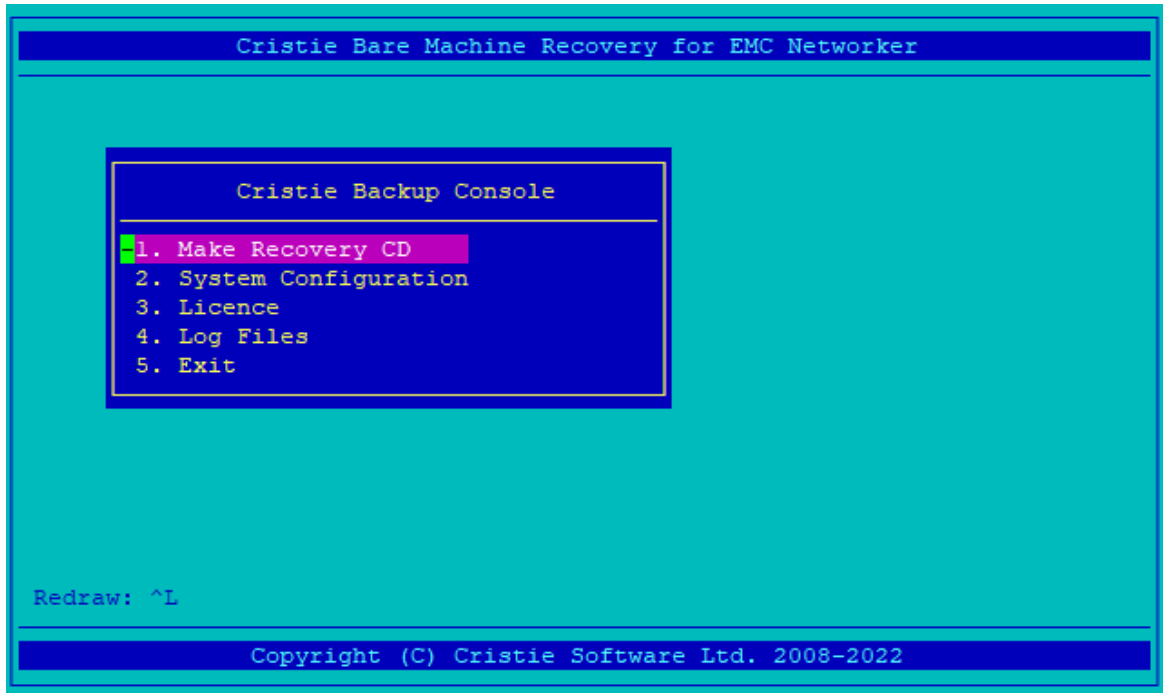 Cristie Bare Machine Recovery for EMC Networker
Cristie Backup Console
1. Make Recovery CD
2. System Configuration
3. Licence
4. Log Files
5. Exit
Redraw: ^L
Copyright (C) Cristie Software Ltd. 2008-2022